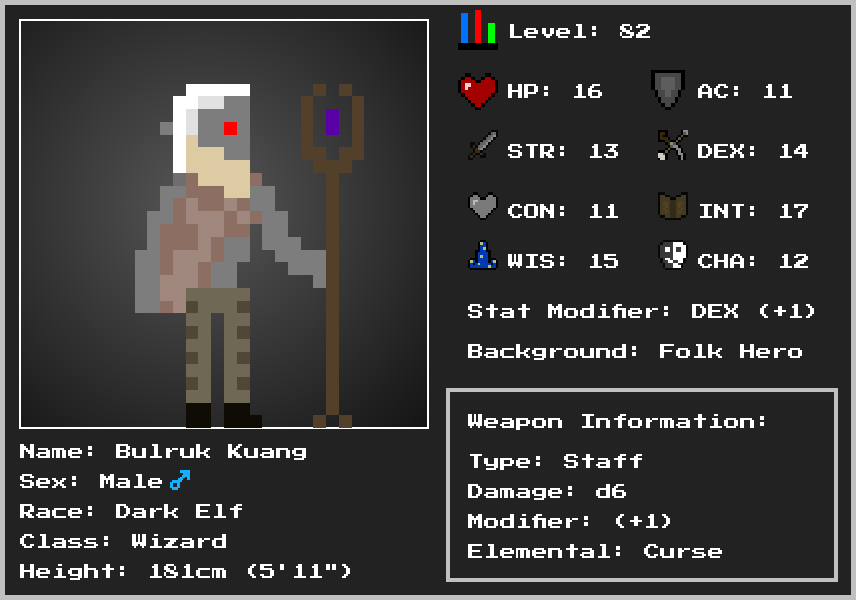 Level: 82
HP: 16
AC: 11
STR: 13
DEX: 14
CON: 11
INT: 17
WIS: 15
CHA: 12
Stat Modifier: DEX (+1)
Background: Folk Hero
Weapon Information:
Type: Staff
Damage: d6
Modifier: (+1)
Elemental: Curse
Name: Bulruk Kuang
Sex: Male♂
Race: Dark Elf
Class: Wizard
Height: 181cm (5'11")